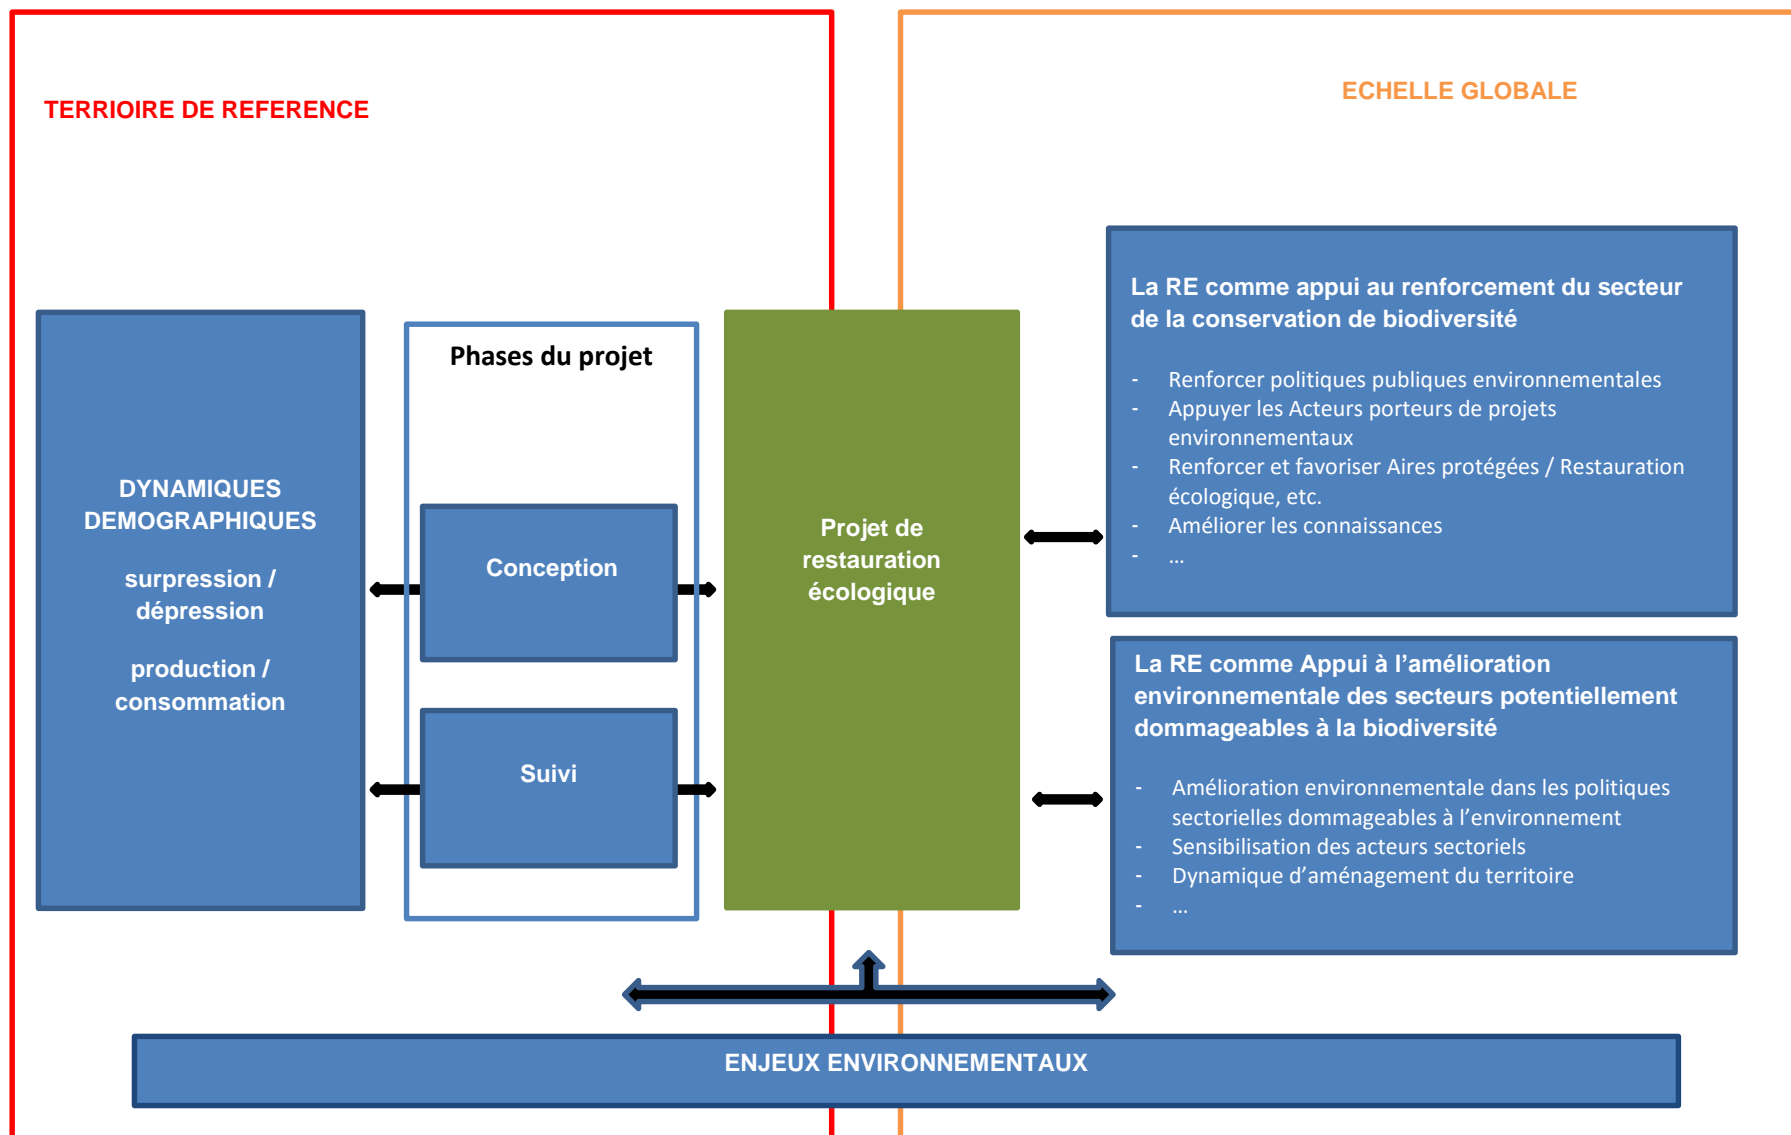 TERRIOIRE DE REFERENCE
ECHELLE GLOBALE
DYNAMIQUES
DEMOGRAPHIQUES
surpression /
dépression
production /
consommation
Phases du projet
Conception
Suivi
Projet de
restauration
écologique
La RE comme appui au renforcement du secteur
de la conservation de biodiversité
- Renforcer politiques publiques environnementales
- Appuyer les Acteurs porteurs de projets
environnementaux
- Renforcer et favoriser Aires protégées / Restauration
écologique, etc.
- Améliorer les connaissances
- …
La RE comme Appui à l’amélioration
environnementale des secteurs potentiellement
dommageables à la biodiversité
- Amélioration environnementale dans les politiques
sectorielles dommageables à l’environnement
- Sensibilisation des acteurs sectoriels
- Dynamique d’aménagement du territoire
- …
ENJEUX ENVIRONNEMENTAUX